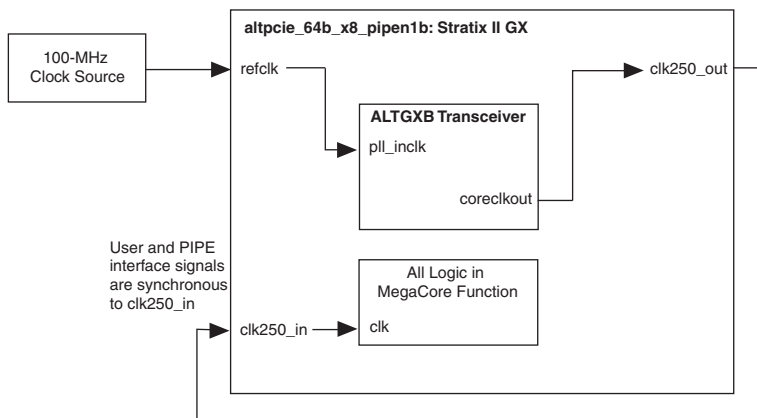 altpcie_64b_x8_pipen1b: Stratix II GX
100-MHz
Clock Source
refclk
clk250_out
ALTGXB Transceiver
pll_inclk
coreclkout
User and PIPE
interface signals
are synchronous
to clk250_in
All Logic in
MegaCore Function
clk250_in
clk